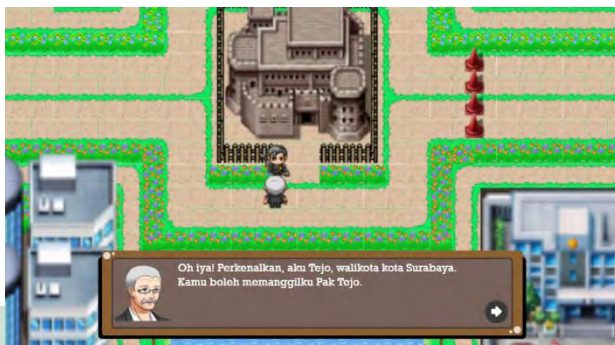 Oh iya! Perkenalkan, aku Tejo, walikota kota Surabaya.
Kamu boleh memanggilku Pak Tejo.